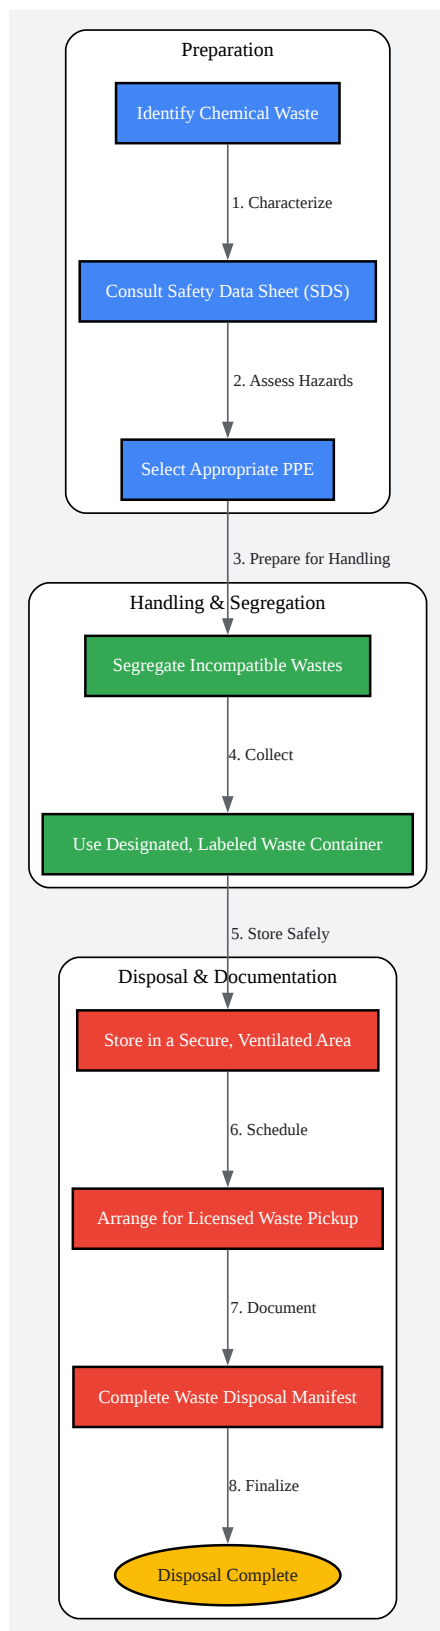 Preparation
Identify Chemical Waste
1. Characterize
Consult Safety Data Sheet (SDS)
2. Assess Hazards
Select Appropriate PPE
3. Prepare for Handling
Handling & Segregation
Segregate Incompatible Wastes
4. Collect
Use Designated, Labeled Waste Container
5. Store Safely
Disposal & Documentation
Store in a Secure, Ventilated Area
6. Schedule
Arrange for Licensed Waste Pickup
7. Document
Complete Waste Disposal Manifest
8. Finalize
Disposal Complete